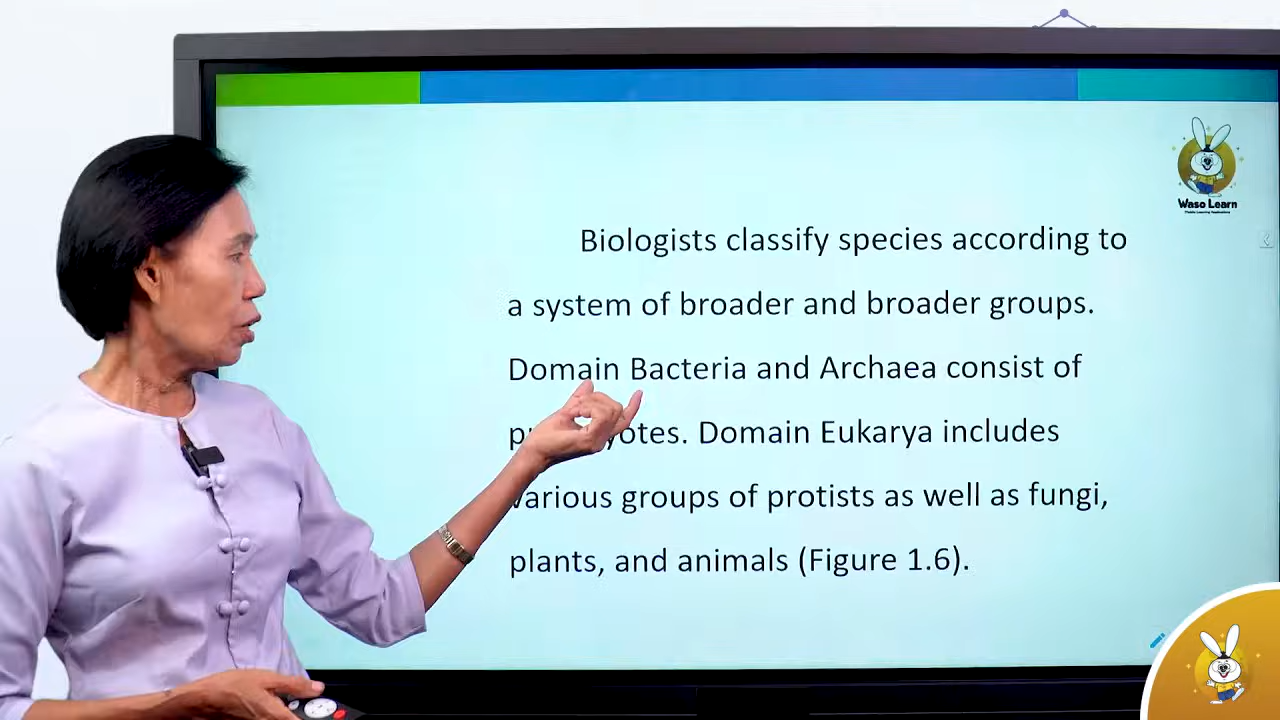 Waso Learn
Biologists classify species according to
a system of broader and broader groups.
Domain Bacteria and Archaea consist of
yotes. Domain Eukarya includes
various groups of protists as well as fungi,
plants, and animals (Figure 1.6).